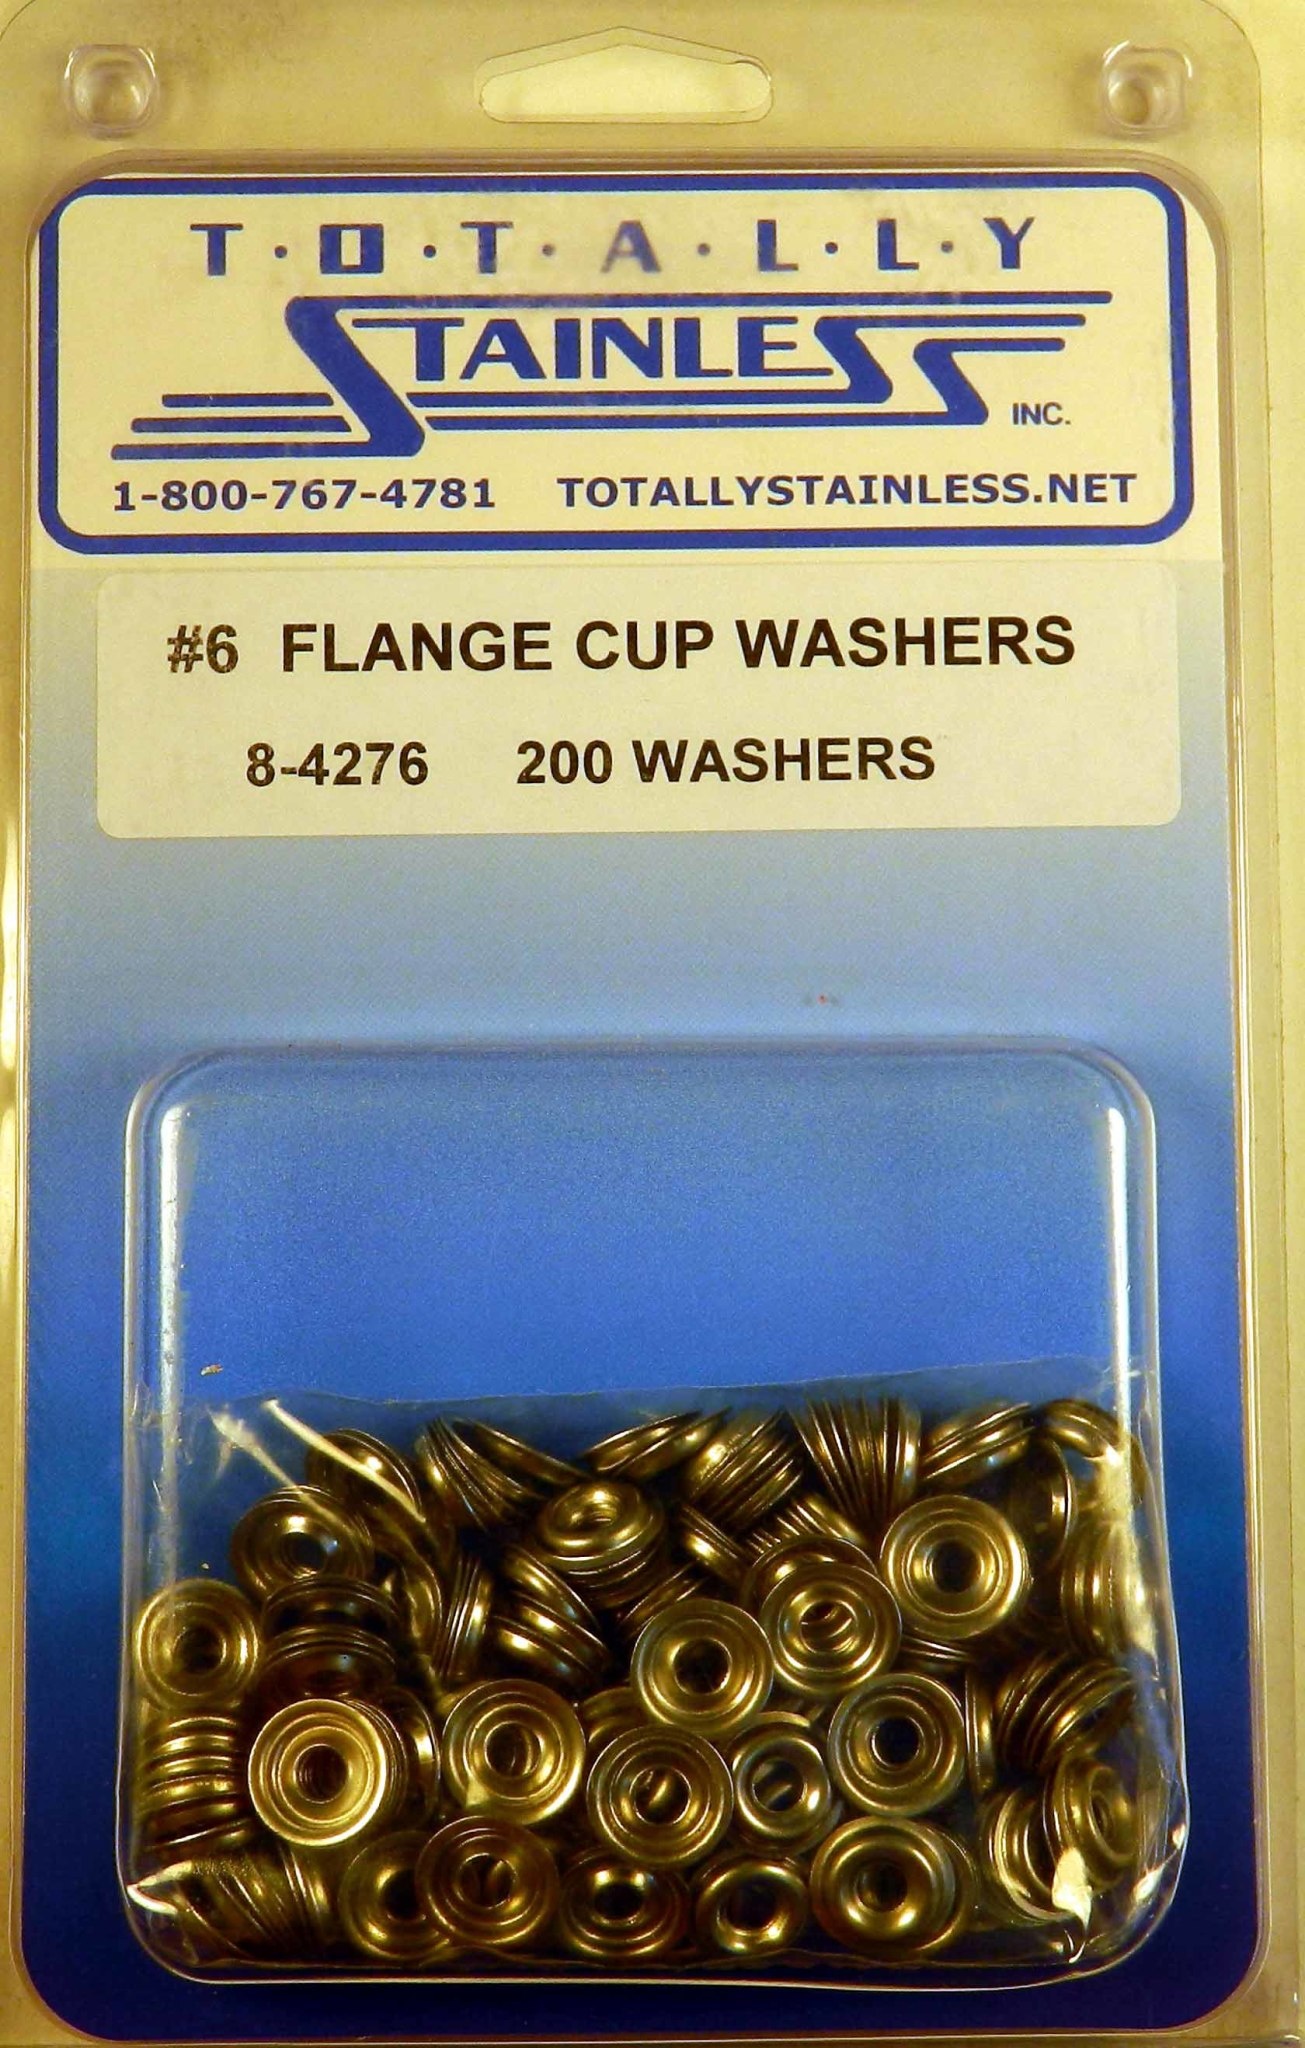 T·O·T·A·L·L·Y
STAINLESS INC.
1-800-767-4781 TOTALLYSTAINLESS.NET
#6 FLANGE CUP WASHERS
8-4276 200 WASHERS